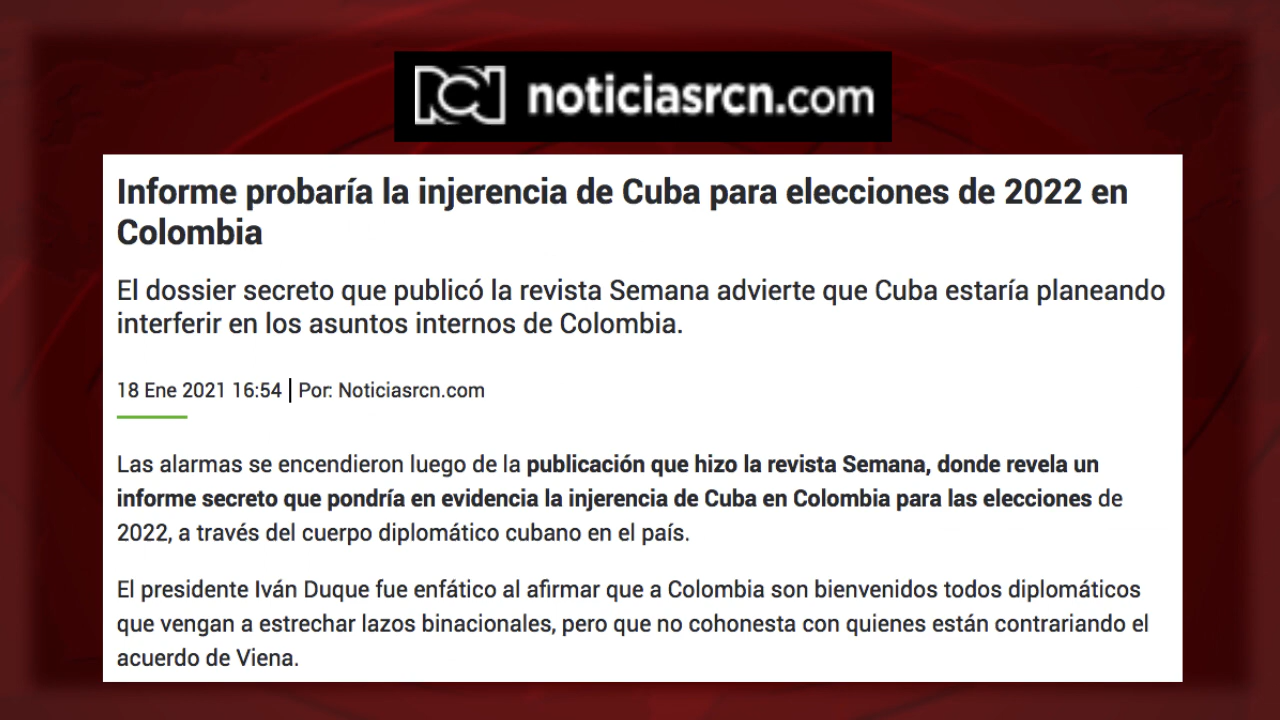 RCN noticiasrcn.com
Informe probaría la injerencia de Cuba para elecciones de 2022 en
Colombia
El dossier secreto que publicó la revista Semana advierte que Cuba estaría planeando
interferir en los asuntos internos de Colombia.
18 Ene 2021 16:54 | Por: Noticiasrcn.com
Las alarmas se encendieron luego de la publicación que hizo la revista Semana, donde revela un
informe secreto que pondría en evidencia la injerencia de Cuba en Colombia para las elecciones de
2022, a través del cuerpo diplomático cubano en el país.
El presidente Iván Duque fue enfático al afirmar que a Colombia son bienvenidos todos diplomáticos
que vengan a estrechar lazos binacionales, pero que no cohonesta con quienes están contrariando el
acuerdo de Viena.